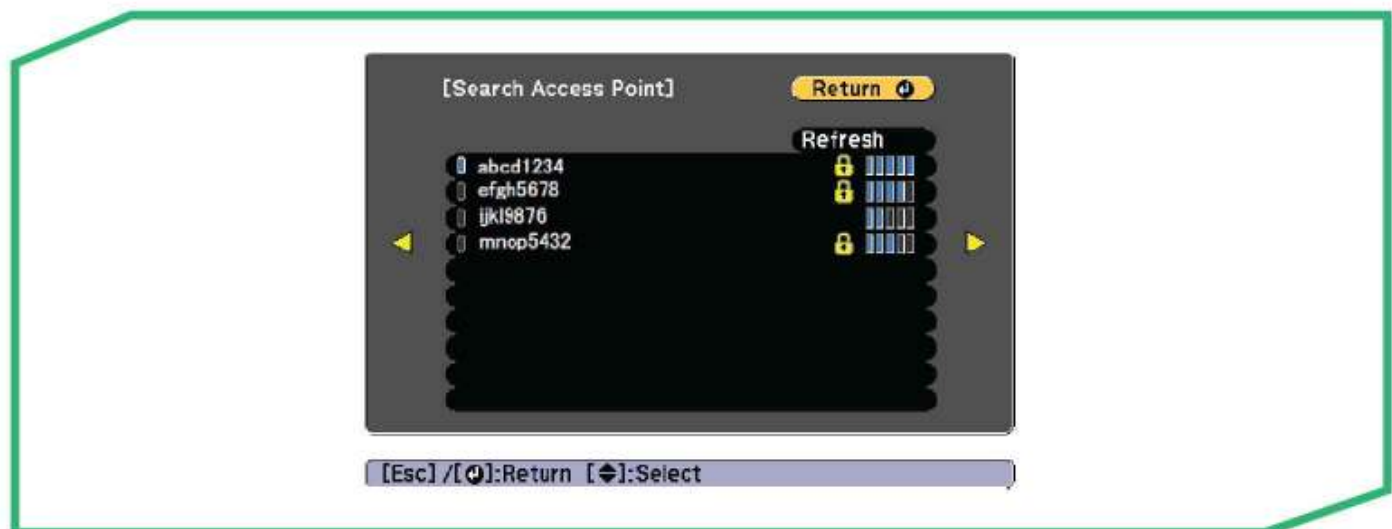 [Search Access Point] Return
Refresh
abcd1234
efgh5678
ijkl9876
mnop5432
[Esc] /[ ]:Return [ ]:Select